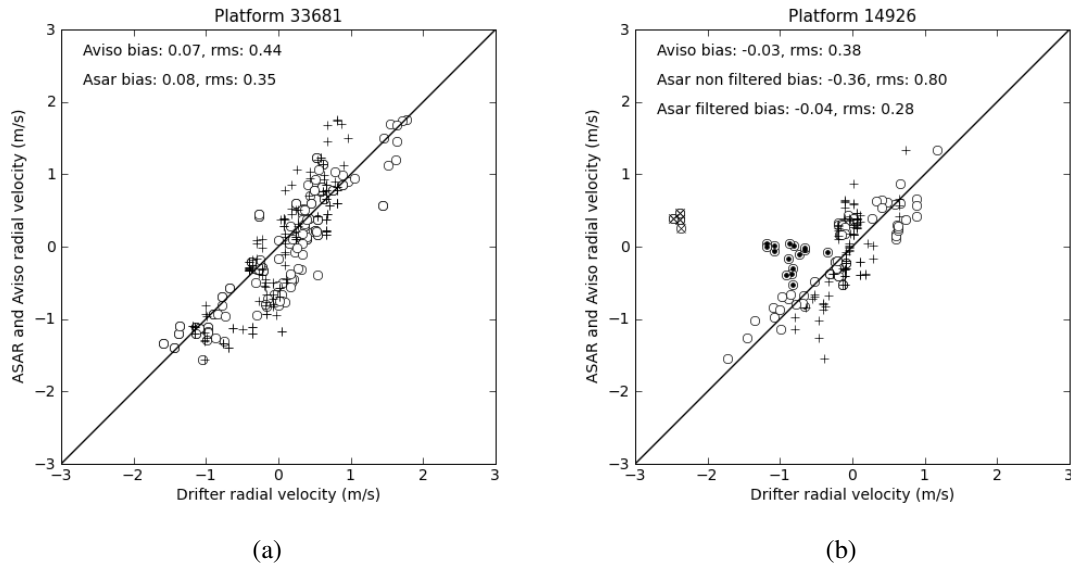 Platform 33681
Aviso bias: 0.07, rms: 0.44
Asar bias: 0.08, rms: 0.35
ASAR and Aviso radial velocity (m/s)
3
2
1
0
−1
−2
−3
−3 −2 −1 0 1 2 3
Drifter radial velocity (m/s)
(a)
Platform 14926
Aviso bias: -0.03, rms: 0.38
Asar non filtered bias: -0.36, rms: 0.80
Asar filtered bias: -0.04, rms: 0.28
ASAR and Aviso radial velocity (m/s)
3
2
1
0
−1
−2
−3
−3 −2 −1 0 1 2 3
Drifter radial velocity (m/s)
(b)